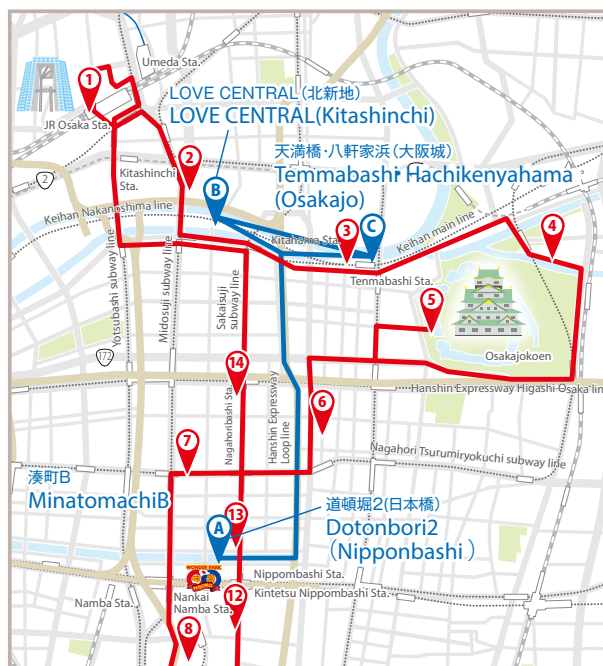 Umeda Sta.
1
JR Osaka Sta.
LOVE CENTRAL (北新地)
LOVE CENTRAL(Kitashinchi)
天満橋・八軒家浜(大阪城)
Temmabashi・Hachikenyahama
(Osakajo)
2
Kitashinchi
Sta.
2
B
Keihan Nakanoshima line
Kitahama Sta.
3
C
Keihan main line
4
Tenmabashi Sta.
5
Yotsubashi subway line
Midosuji subway line
Sakaisuji
subway line
Osakajokoen
172
14
Hanshin Expressway Higashi-Osaka lin
Nagahoribashi Sta.
Hanshin Expressway
Loop line
6
7
Nagahori Tsurumiryokuchi subway line
湊町B
MinatomachiB
道頓堀2(日本橋)
Dotonbori2
(Nipponbashi)
13
A
WONDER PARK
Nippombashi Sta.
Kintetsu Nippombashi Sta.
Namba Sta.
Nankai
Namba Sta.
12
8